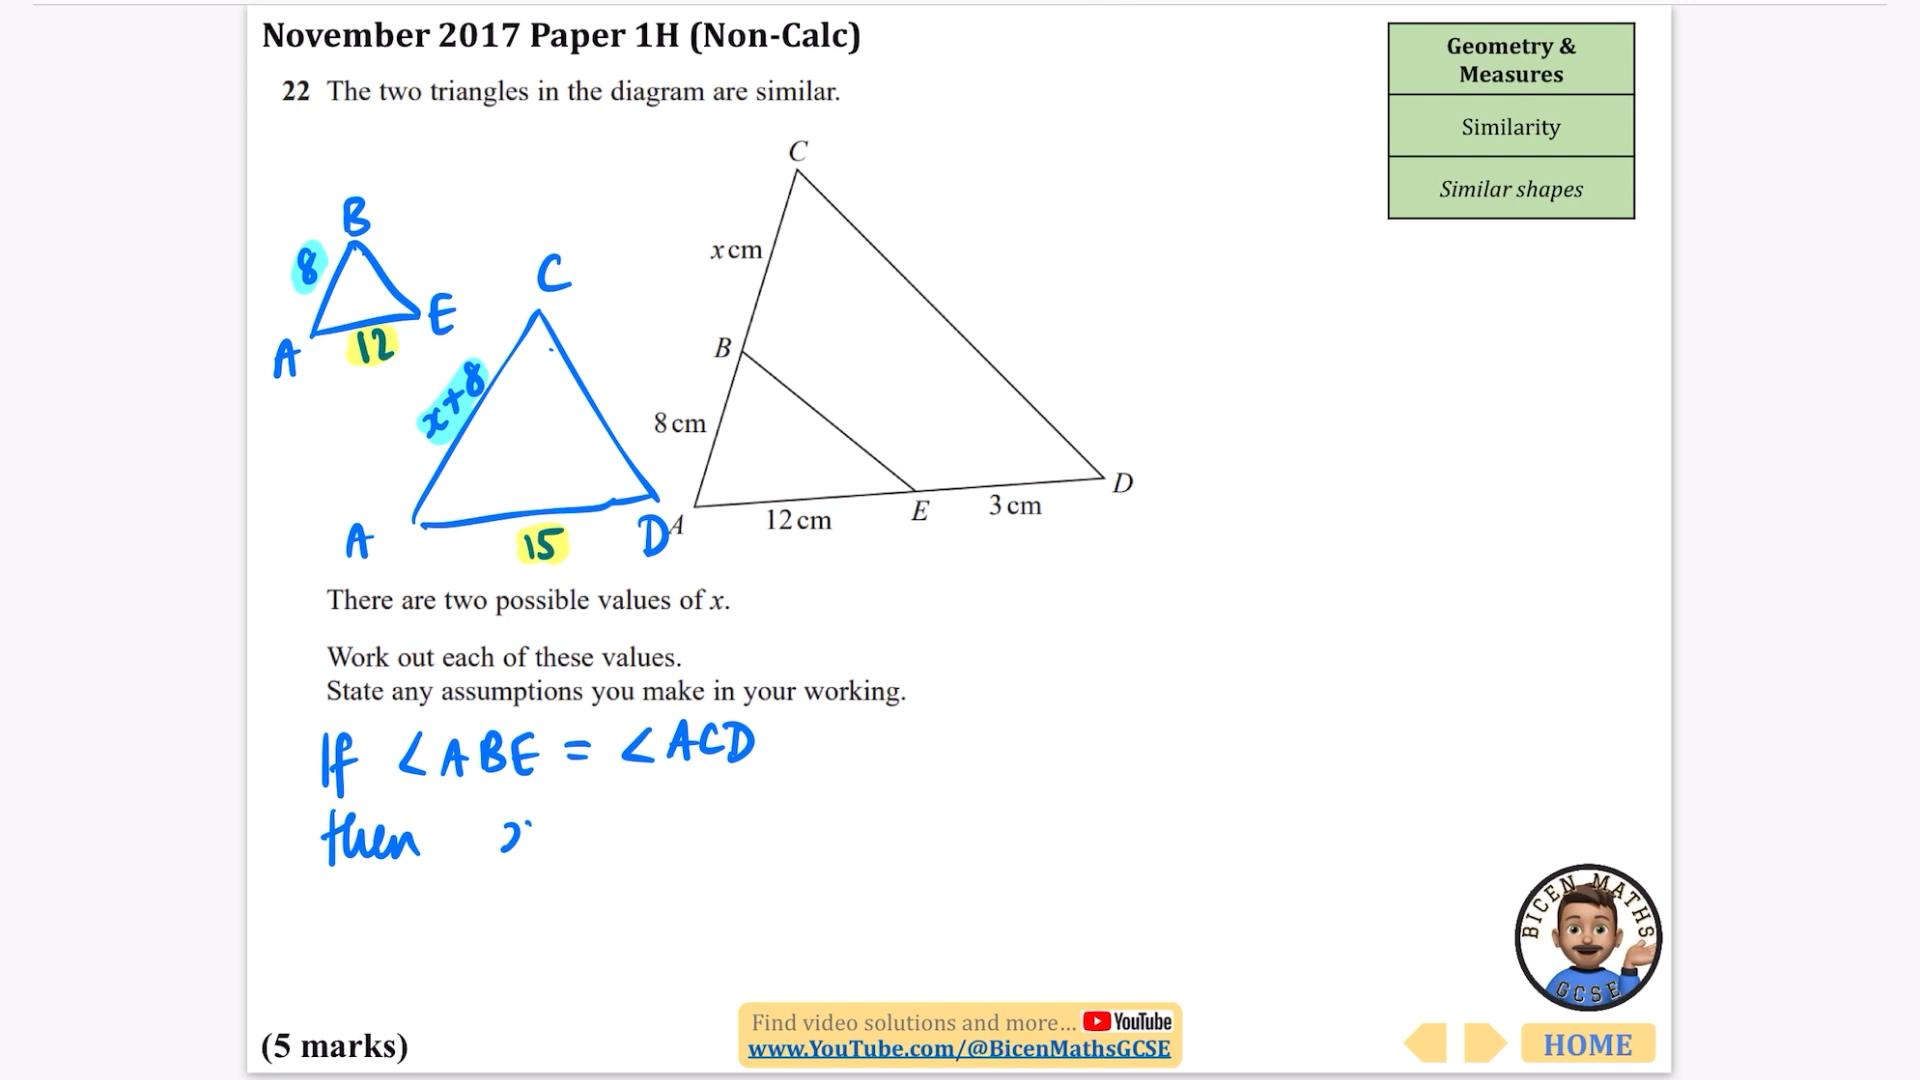 November 2017 Paper 1H (Non-Calc)
22 The two triangles in the diagram are similar.
Geometry &
Measures
Similarity
Similar shapes
C
x cm
B
8 cm
A
12 cm
E
3 cm
D
B
8
A
12
E
C
x+8
A
15
D
There are two possible values of x.
Work out each of these values.
State any assumptions you make in your working.
If ∠ABE = ∠ACD
then
BICEN MATHS
GCSE
(5 marks)
Find video solutions and more... YouTube
www.YouTube.com/@BicenMathsGCSE
HOME